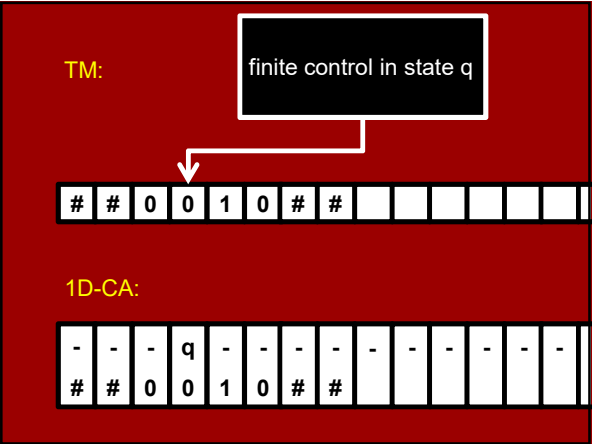 TM:
finite control in state q
# # 0 0 1 0 # #
1D-CA:
- - - q - - - - - - - - - -
# # 0 0 1 0 # #